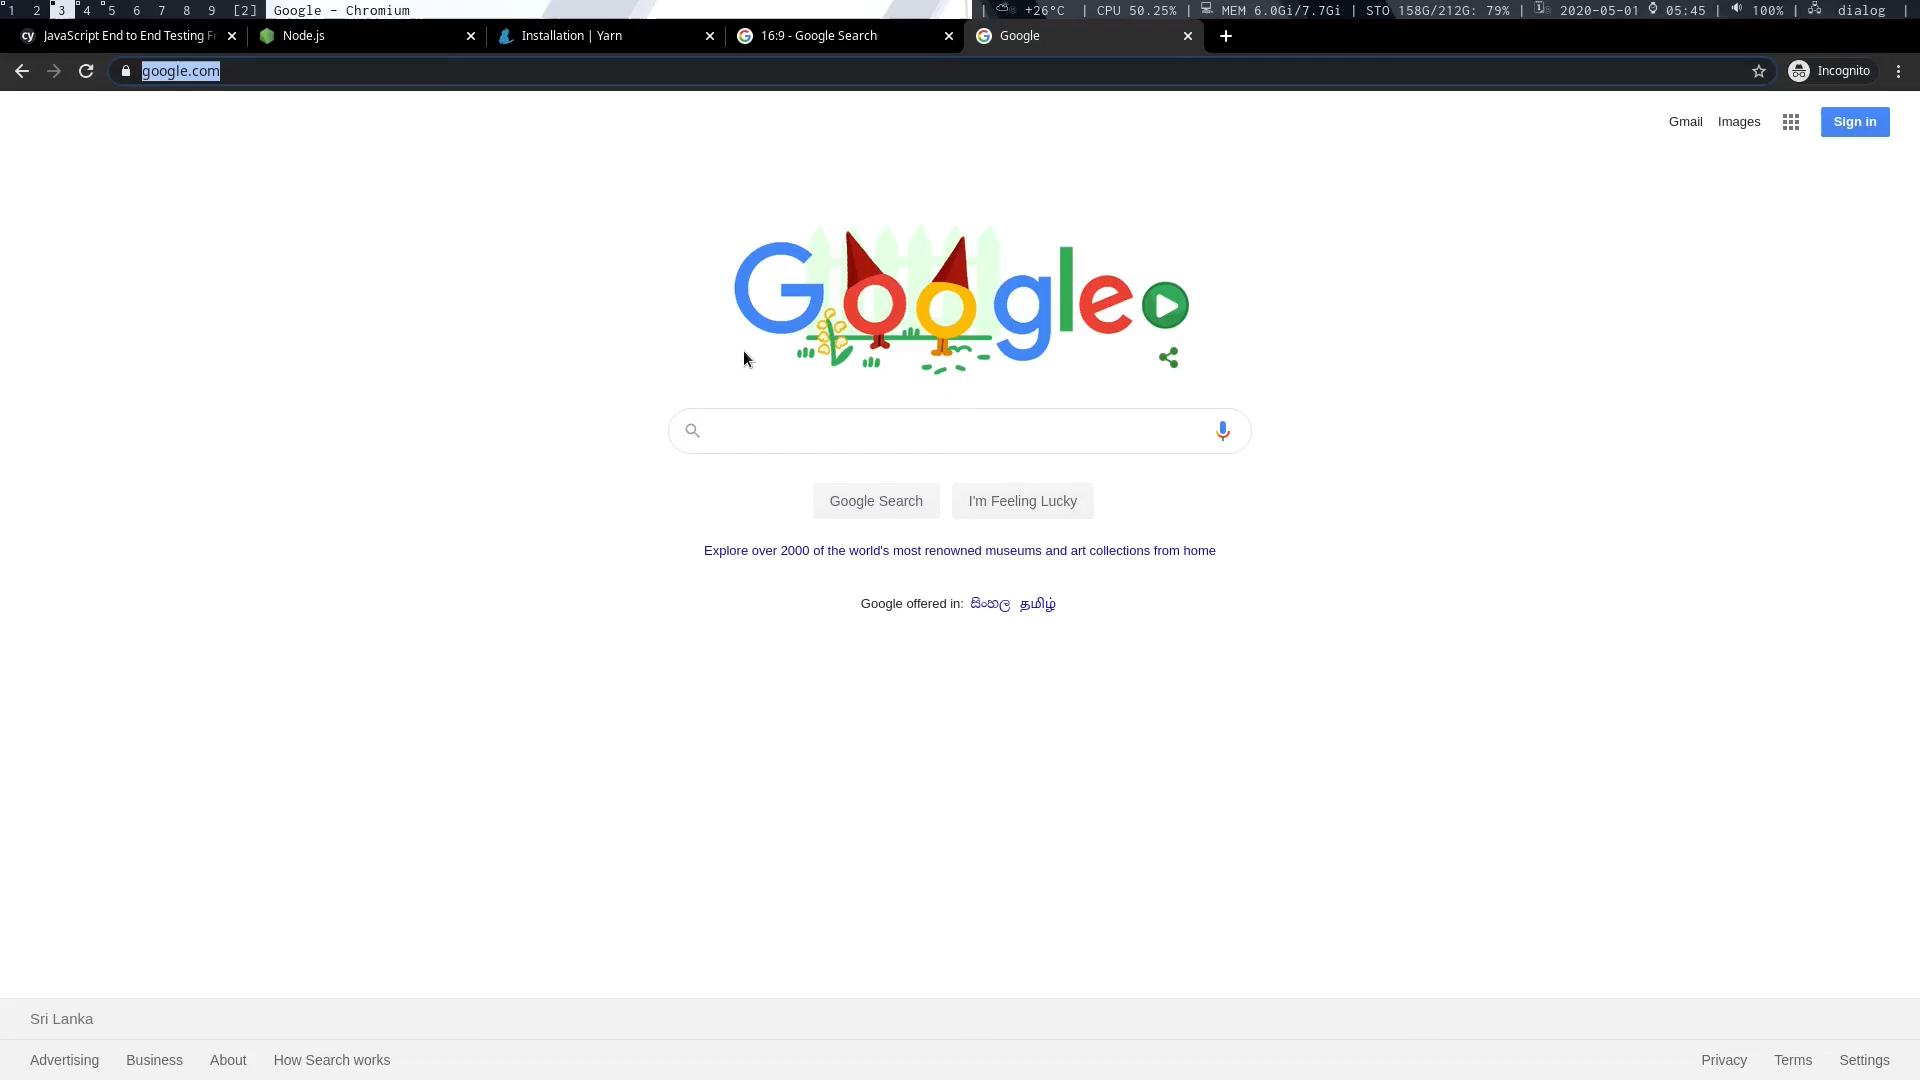 1 2 3 4 5 6 7 8 9 [2] Google - Chromium | +26°C | CPU 50.25% | MEM 6.0Gi/7.7Gi | STO 158G/212G: 79% | 2020-05-01 05:45 | 100% | dialog |
cy JavaScript End to End Testing Fr Node.js Installation | Yarn 16:9 - Google Search Google
google.com Incognito
Gmail Images Sign in
Google
Google Search I'm Feeling Lucky
Explore over 2000 of the world's most renowned museums and art collections from home
Google offered in: සිංහල தமிழ்
Sri Lanka
Advertising Business About How Search works Privacy Terms Settings